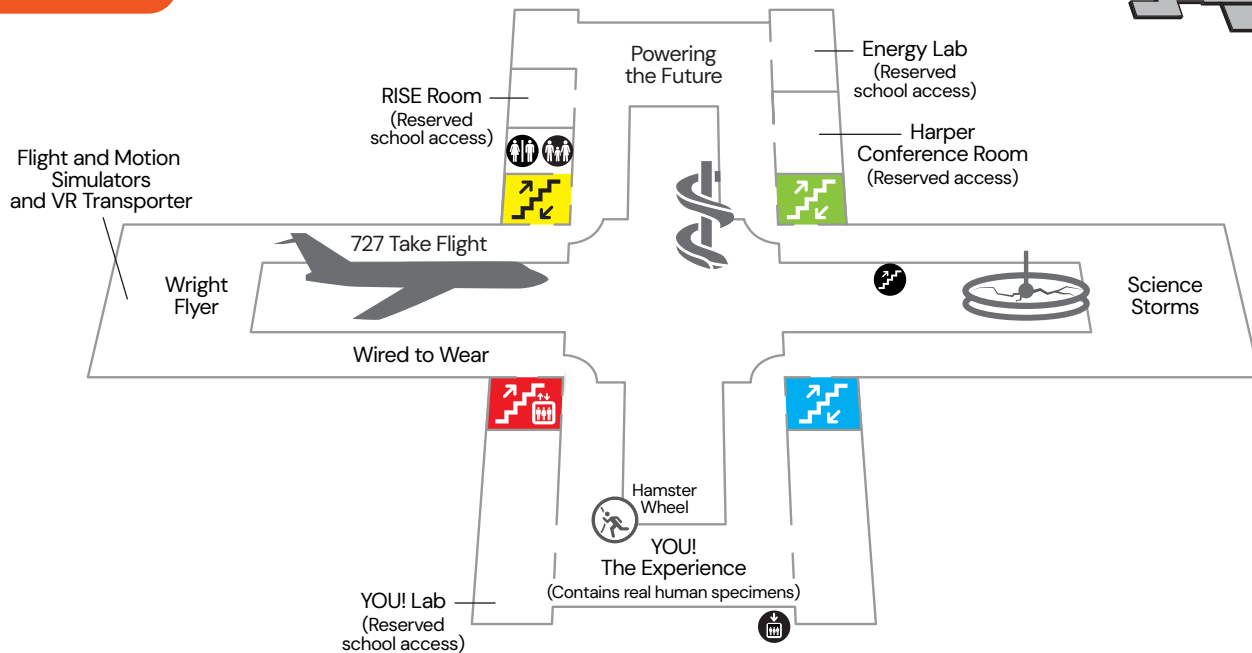 Powering
the Future
Energy Lab
(Reserved
school access)
RISE Room
(Reserved
school access)
Harper
Conference Room
(Reserved access)
Flight and Motion
Simulators
and VR Transporter
727 Take Flight
Wright
Flyer
Science
Storms
Wired to Wear
Hamster
Wheel
YOU!
The Experience
(Contains real human specimens)
YOU! Lab
(Reserved
school access)